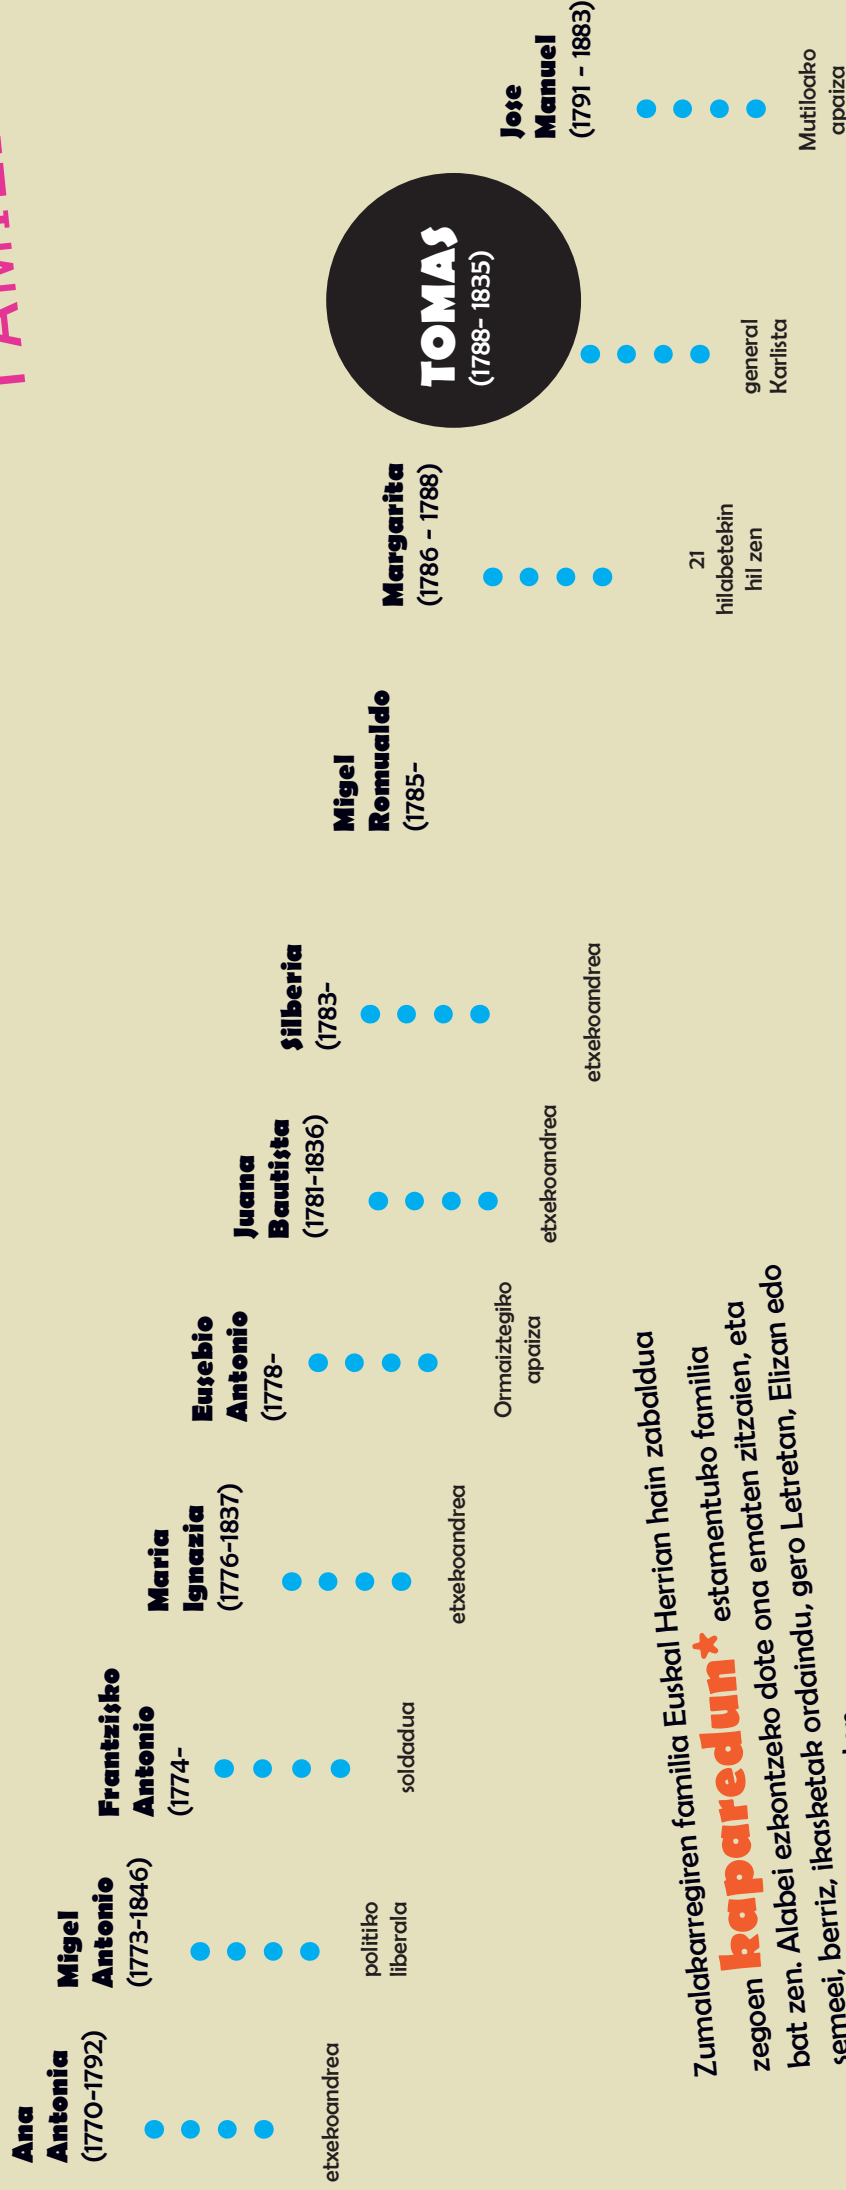 Ana
Antonia
(1770-1792)
etxekoandrea
Migel
Antonio
(1773-1846)
politiko
liberala
Frantzisko
Antonio
(1774-
soldadua
Maria
Ignazia
(1776-1837)
etxekoandrea
Eusebio
Antonio
(1778-
Ormaiztegiko
apaiza
Juana
Bautista
(1781-1836)
etxekoandrea
Silberia
(1783-
etxekoandrea
Migel
Romualdo
(1785-
Margarita
(1786 - 1788)
21
hilabetekin
hil zen
TOMAS
(1788- 1835)
general
Karlista
Jose
Manuel
(1791 - 1883)
Mutiloako
apaiza
Zumalakarregiren familia Euskal Herrian hain zabaldua
zegoen kaparedun* estamentuko familia
bat zen. Alabei ezkontzeko dote ona ematen zitzaien, eta
semeei, berriz, ikasketak ordaindu, gero Letretan, Elizan edo